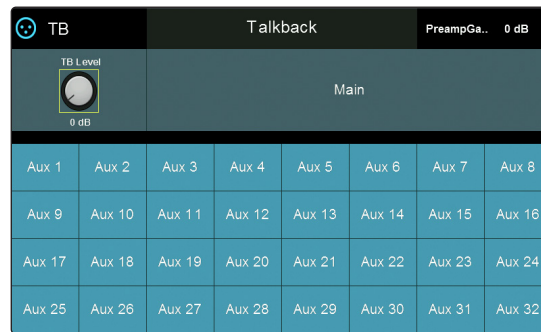 TB Talkback PreampGa.. 0 dB
TB Level
Main
0 dB
Aux 1 Aux 2 Aux 3 Aux 4 Aux 5 Aux 6 Aux 7 Aux 8
Aux 9 Aux 10 Aux 11 Aux 12 Aux 13 Aux 14 Aux 15 Aux 16
Aux 17 Aux 18 Aux 19 Aux 20 Aux 21 Aux 22 Aux 23 Aux 24
Aux 25 Aux 26 Aux 27 Aux 28 Aux 29 Aux 30 Aux 31 Aux 32